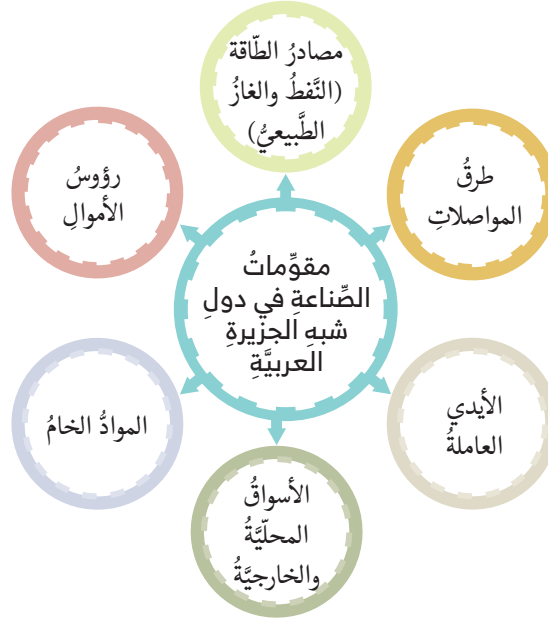 مصادرُ الطّاقة
(النَّفطُ والغازُ
الطَّبيعيُّ)
طرقُ
المواصلاتِ
رؤوسُ
الأموالِ
مقوِّماتُ
الصِّناعةِ في دولِ
شبهِ الجزيرةِ
العربيَّةِ
الأيدي
العاملةُ
الموادُّ الخامُ
الأسواقُ
المحلّيَّةُ
والخارجيَّةُ